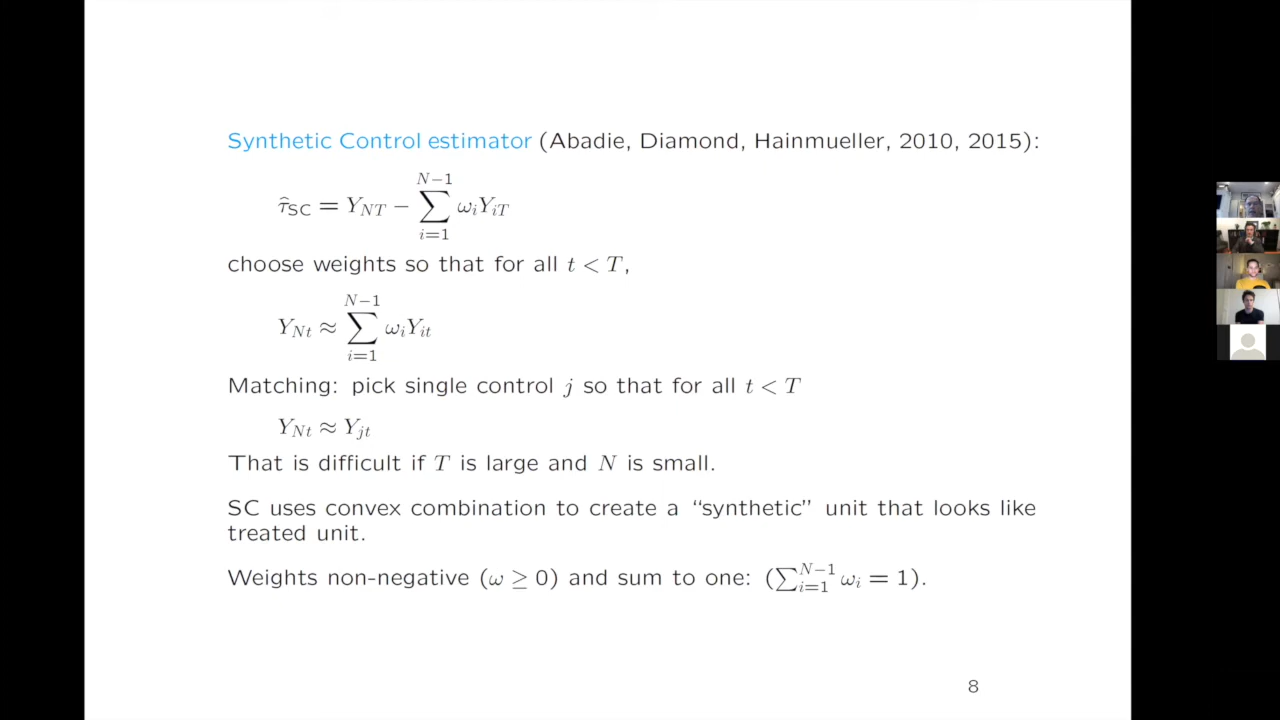 Synthetic Control estimator (Abadie, Diamond, Hainmueller, 2010, 2015):
τ̂_SC = Y_NT − ∑_{i=1}^{N−1} ω_i Y_iT
choose weights so that for all t < T,
Y_Nt ≈ ∑_{i=1}^{N−1} ω_i Y_it
Matching: pick single control j so that for all t < T
Y_Nt ≈ Y_jt
That is difficult if T is large and N is small.
SC uses convex combination to create a “synthetic” unit that looks like
treated unit.
Weights non-negative (ω ≥ 0) and sum to one: (∑_{i=1}^{N−1} ω_i = 1).
8